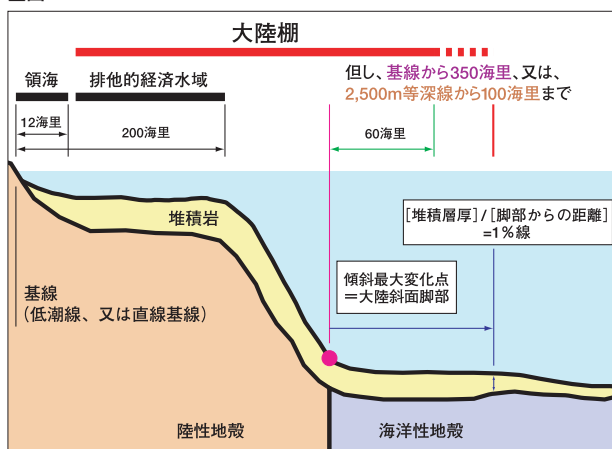 大陸棚
領海
排他的経済水域
但し、基線から350海里、又は、
2,500m等深線から100海里まで
12海里
200海里
60海里
堆積岩
[堆積層厚]/[脚部からの距離]
=1%線
基線
(低潮線、又は直線基線)
傾斜最大変化点
=大陸斜面脚部
陸性地殻
海洋性地殻